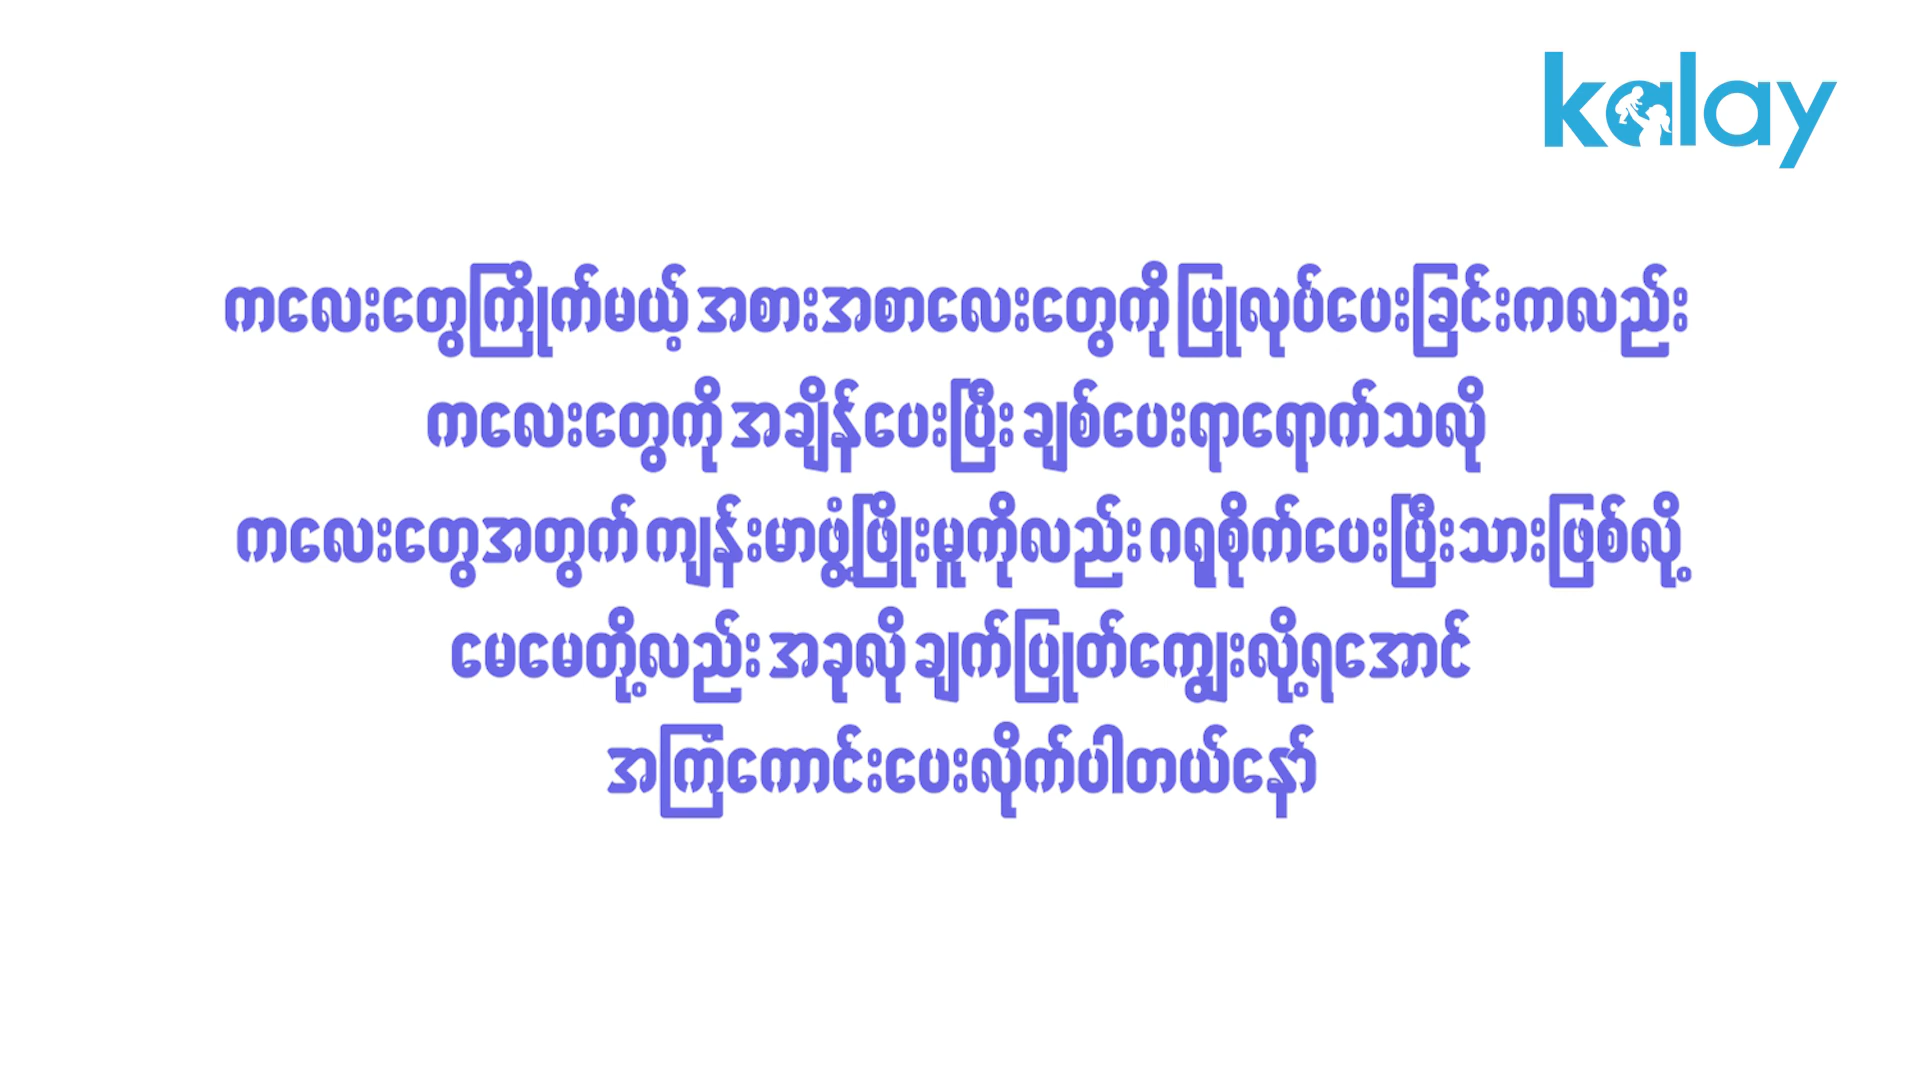 kalay
ကလေးတွေကြိုက်မယ့် အစားအစာလေးတွေကို ပြုလုပ်ပေးခြင်းကလည်း
ကလေးတွေကို အချိန်ပေးပြီး ချစ်ပေးရာရောက်သလို
ကလေးတွေအတွက် ကျန်းမာဖွံ့ဖြိုးမှုကိုလည်း ဂရုစိုက်ပေးပြီးသားဖြစ်လို့
မေမေတို့လည်း အခုလို ချက်ပြုတ်ကျွေးလို့ရအောင်
အကြံကောင်းပေးလိုက်ပါတယ်နော်